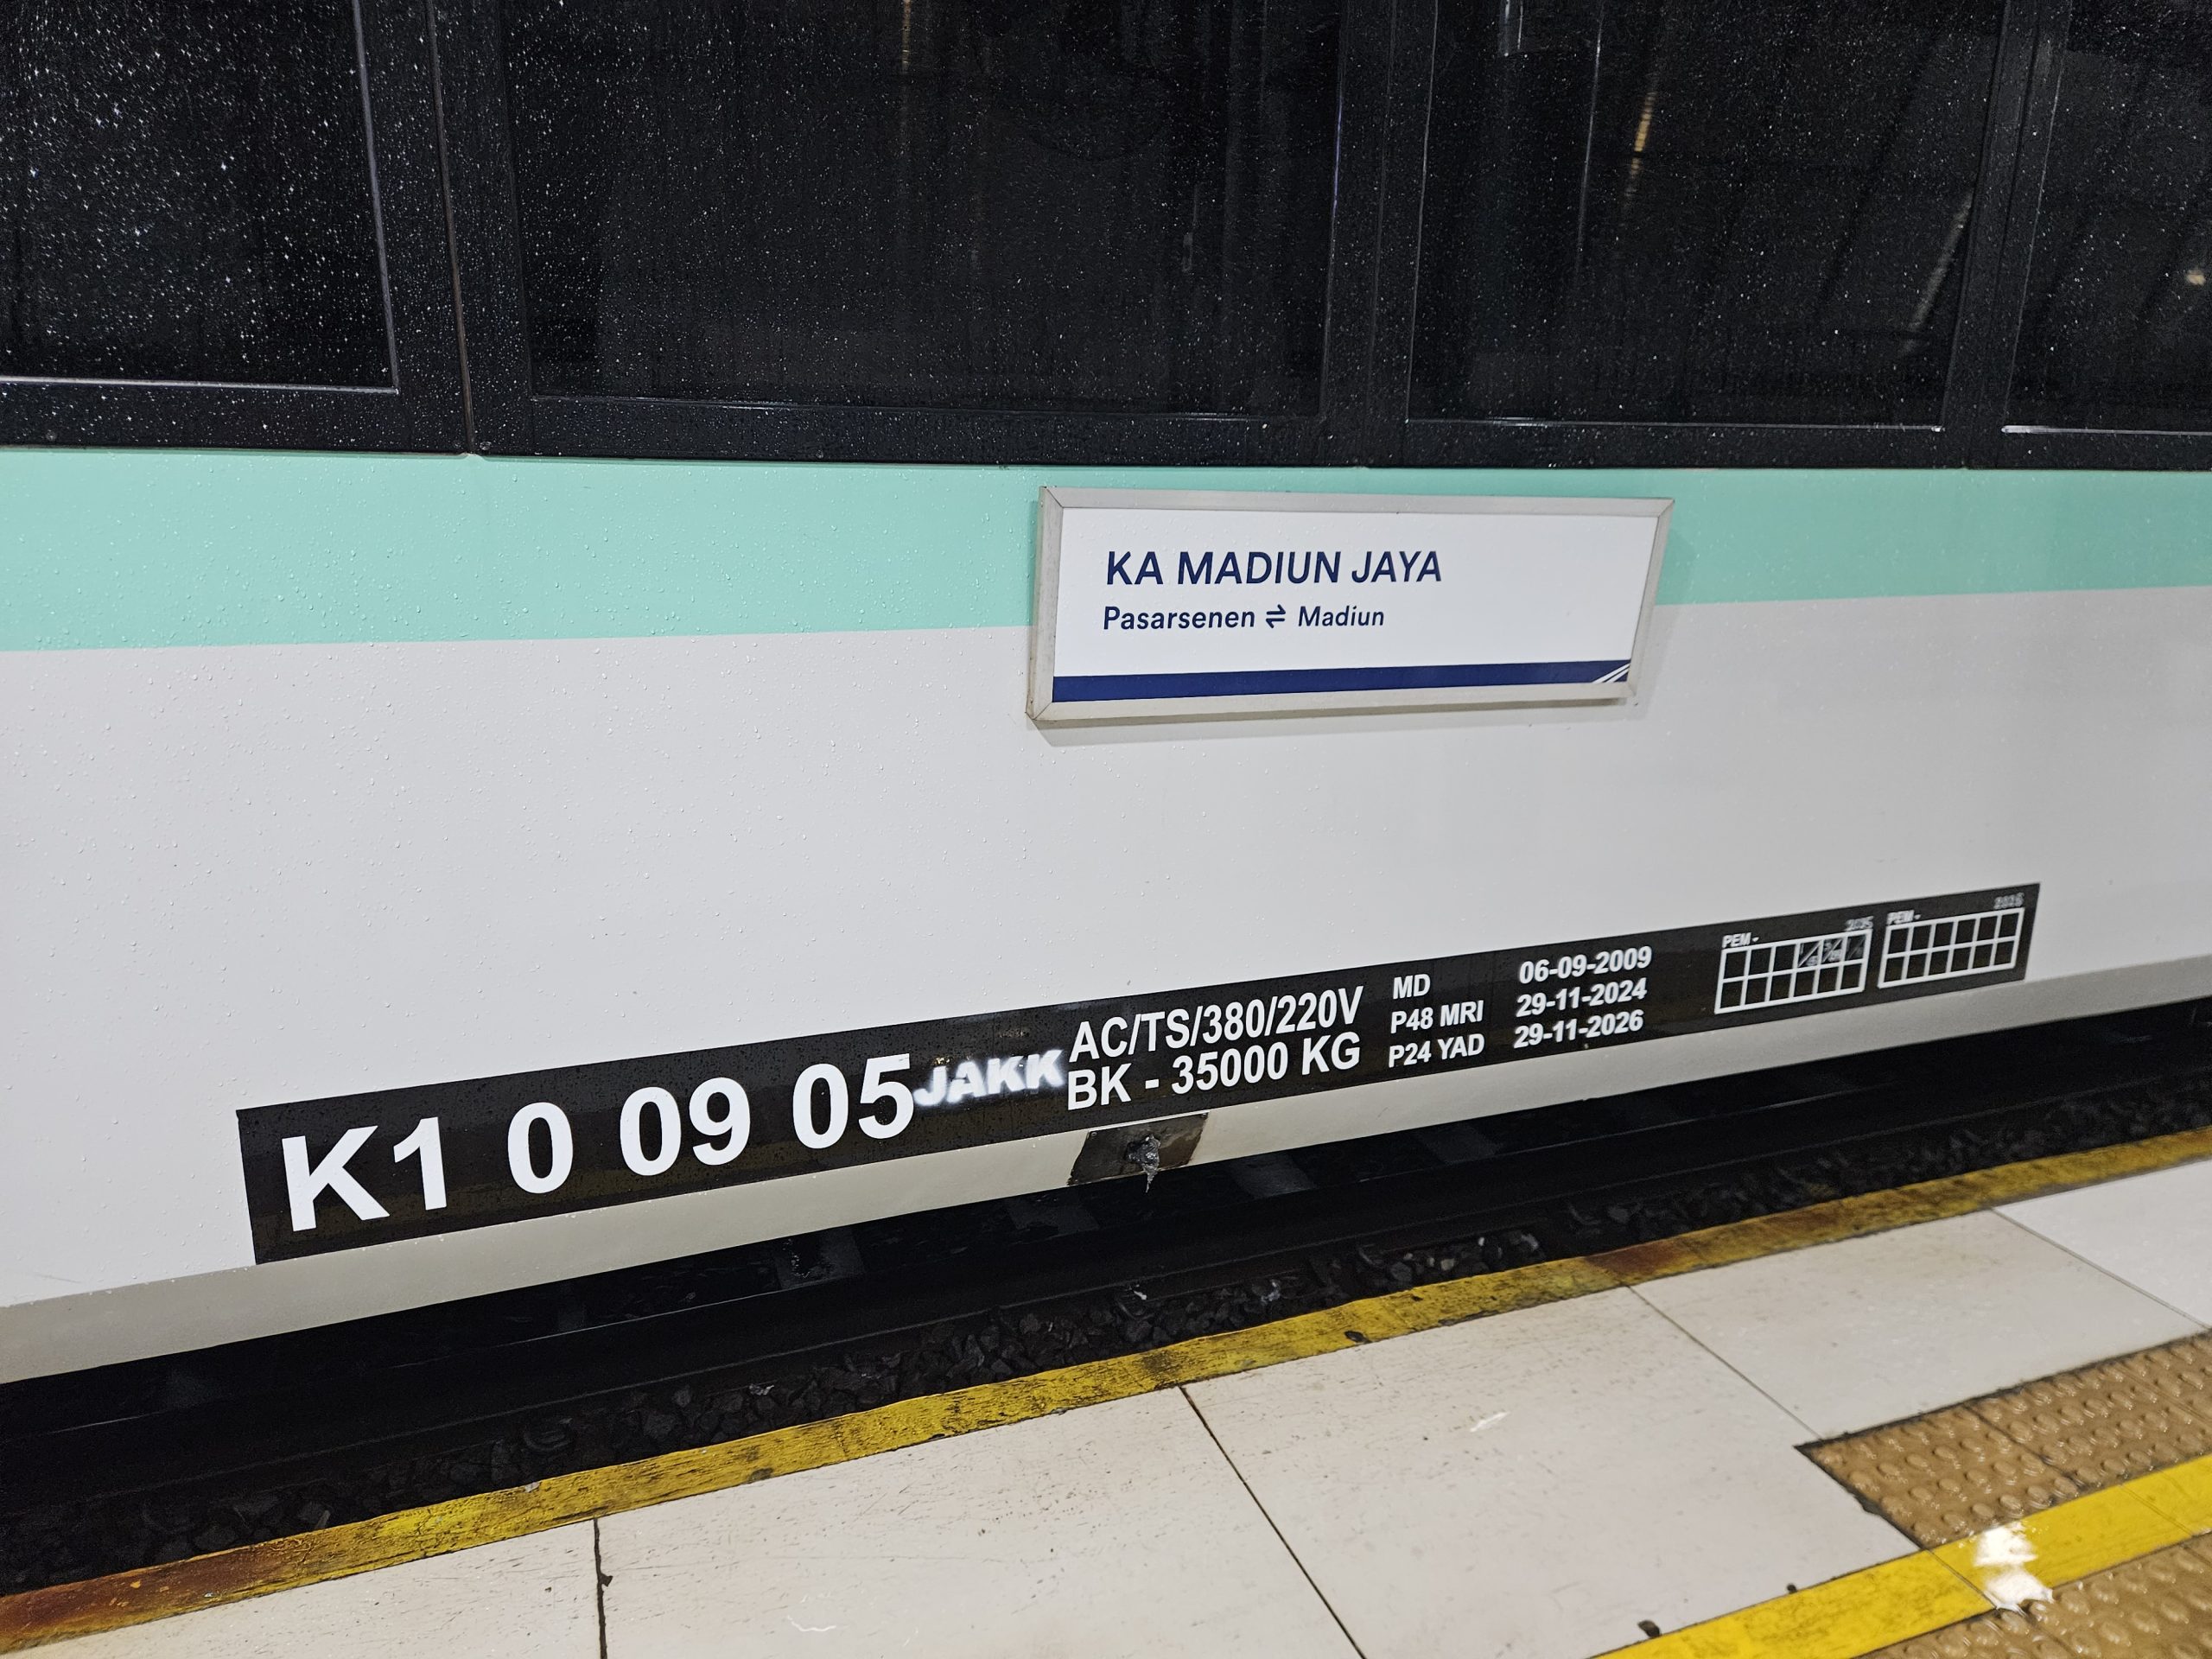 KA MADIUN JAYA
Pasarsenen ⇌ Madiun
K1 0 09 05 JAKK
AC/TS/380/220V
BK - 35000 KG
MD 06-09-2009
P48 MRI 29-11-2024
P24 YAD 29-11-2026
PEM - 2025
PEM -